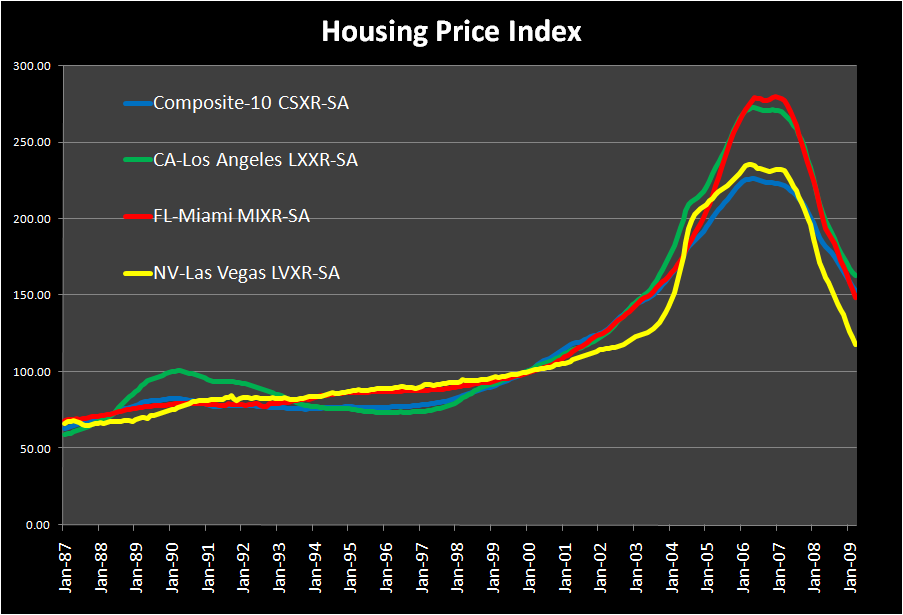 Housing Price Index
300.00
250.00
200.00
150.00
100.00
50.00
0.00
Composite-10 CSXR-SA
CA-Los Angeles LXXR-SA
FL-Miami MIXR-SA
NV-Las Vegas LVXR-SA
Jan-87
Jan-88
Jan-89
Jan-90
Jan-91
Jan-92
Jan-93
Jan-94
Jan-95
Jan-96
Jan-97
Jan-98
Jan-99
Jan-00
Jan-01
Jan-02
Jan-03
Jan-04
Jan-05
Jan-06
Jan-07
Jan-08
Jan-09